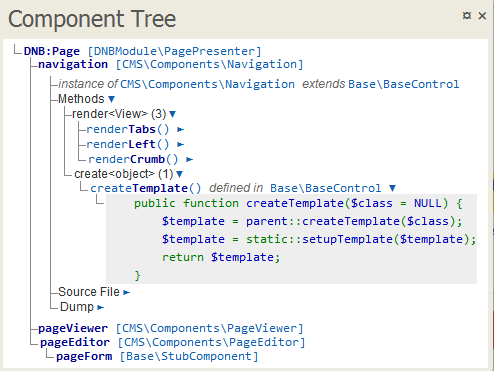 Component Tree ¤ ×
DNB:Page [DNBModule\PagePresenter]
navigation [CMS\Components\Navigation]
instance of CMS\Components\Navigation extends Base\BaseControl
Methods ▼
render<View> (3) ▼
renderTabs() ►
renderLeft() ►
renderCrumb() ►
create<object> (1) ▼
createTemplate() defined in Base\BaseControl ▼
public function createTemplate($class = NULL) {
$template = parent::createTemplate($class);
$template = static::setupTemplate($template);
return $template;
}
Source File ►
Dump ►
pageViewer [CMS\Components\PageViewer]
pageEditor [CMS\Components\PageEditor]
pageForm [Base\StubComponent]